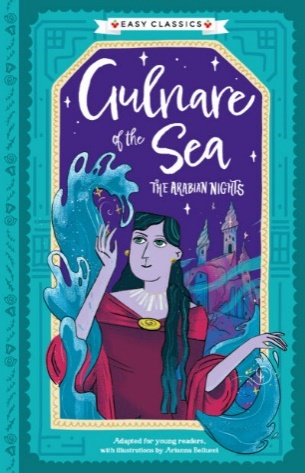 EASY CLASSICS
Gulnare
of the
Sea
THE ARABIAN NIGHTS
Adapted for young readers,
with illustrations by Arianna Bellucci